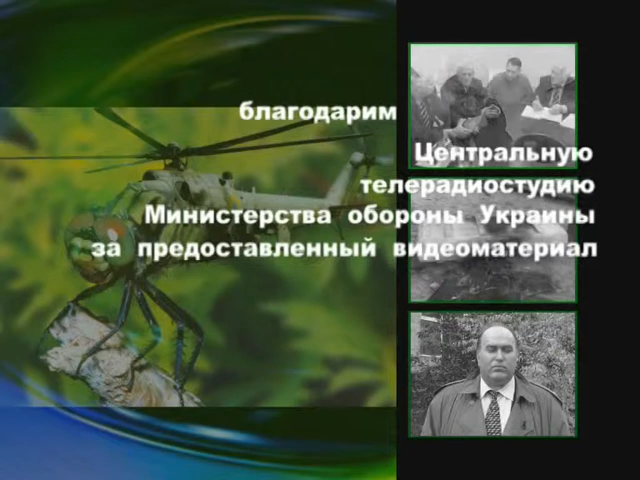 благодарим
Центральную
телерадиостудию
Министерства обороны Украины
за предоставленный видеоматериал